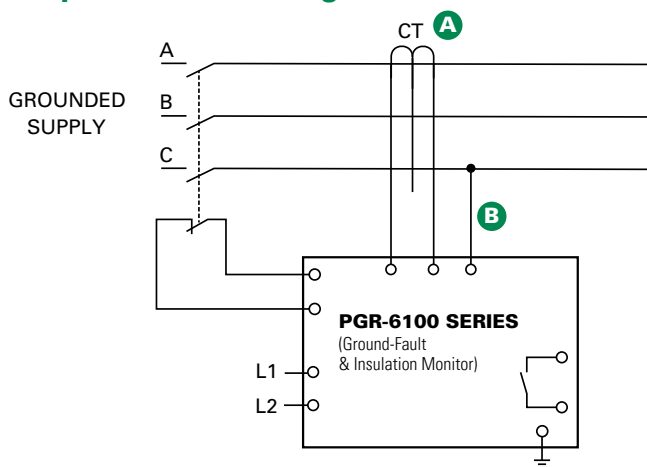 CT A
A
GROUNDED
SUPPLY
B
C
B
PGR-6100 SERIES
(Ground-Fault
& Insulation Monitor)
L1
L2